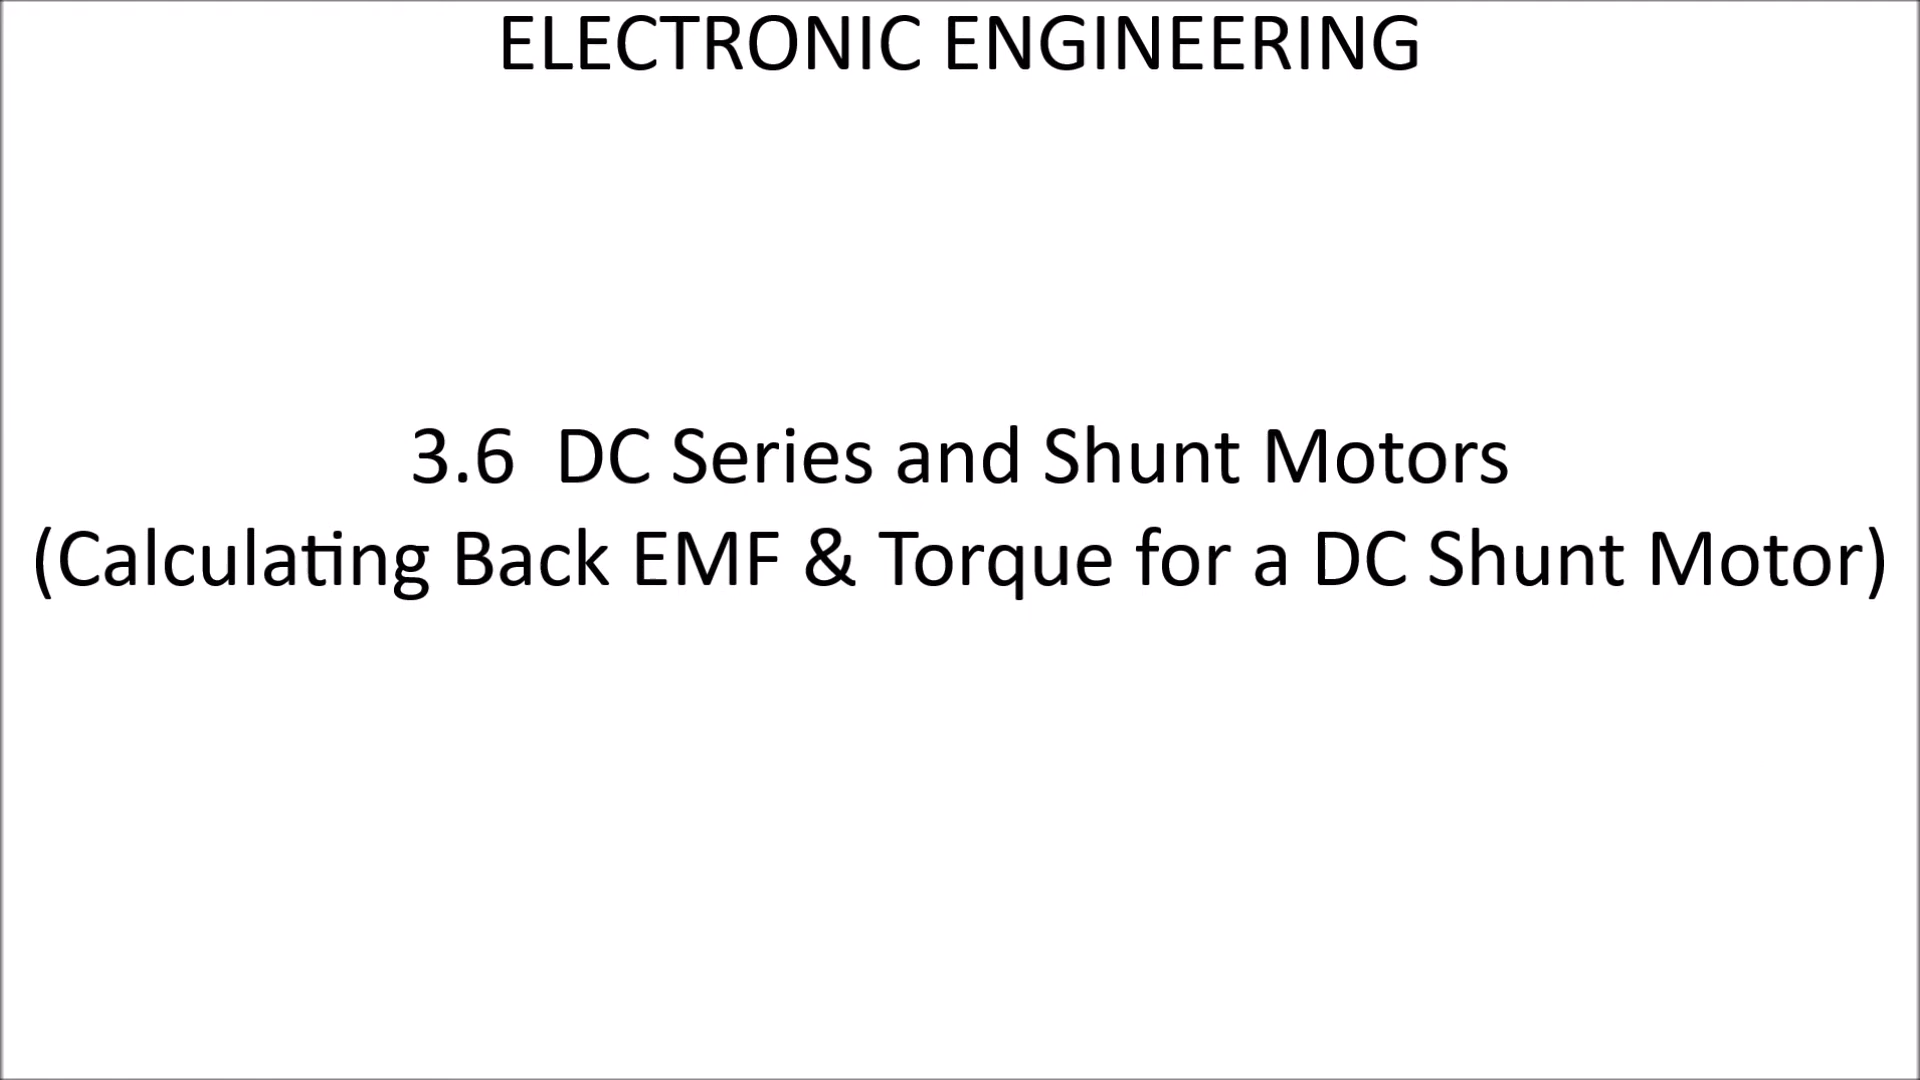 ELECTRONIC ENGINEERING
3.6  DC Series and Shunt Motors
(Calculating Back EMF & Torque for a DC Shunt Motor)